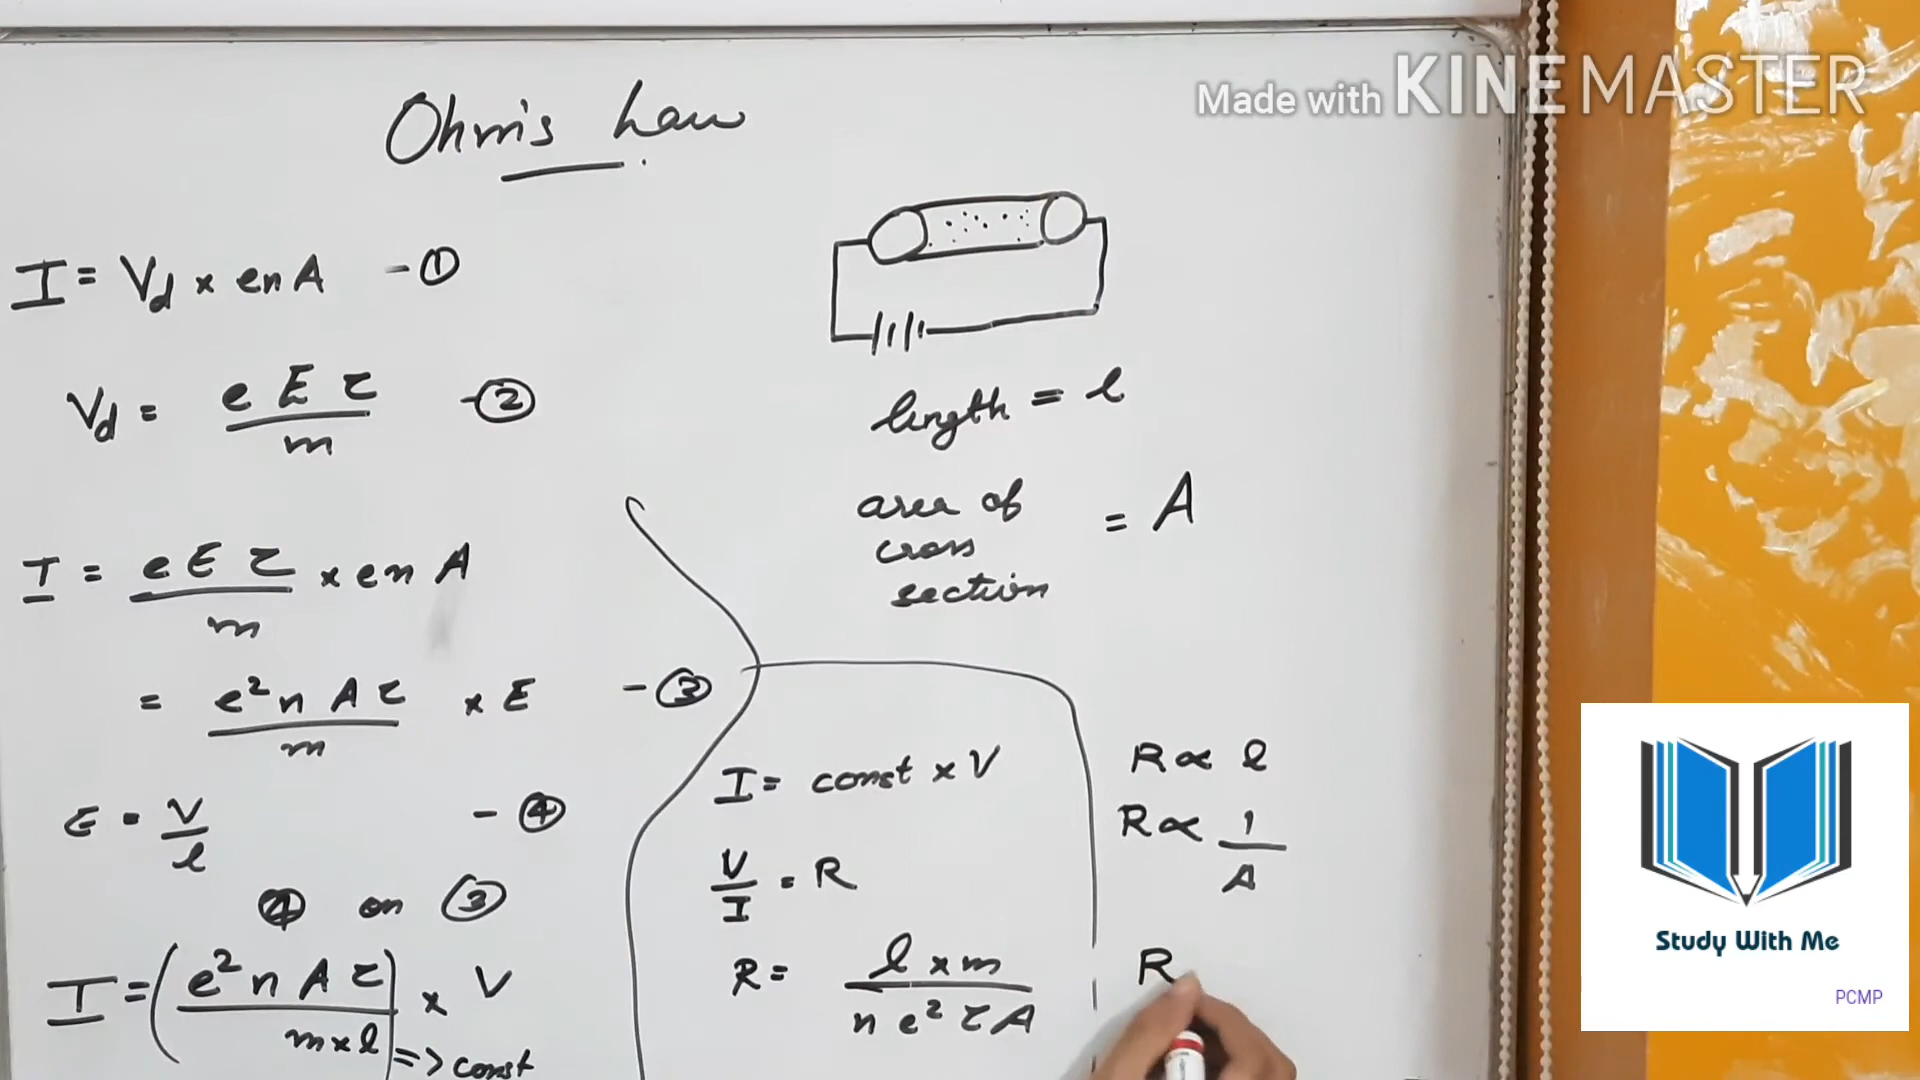 Made with KINEMASTER
Ohm's Law
I = Vd × enA - ①
Vd = eEτ / m - ②
I = eEτ / m × enA
= e²nAτ / m × E - ③
E = V / l - ④
④ on ③
I = (e²nAτ / m×l) × V
=> const
length = l
area of cross section = A
I = const × V
V / I = R
R = l × m / ne²τA
R ∝ l
R ∝ 1 / A
R
Study With Me
PCMP